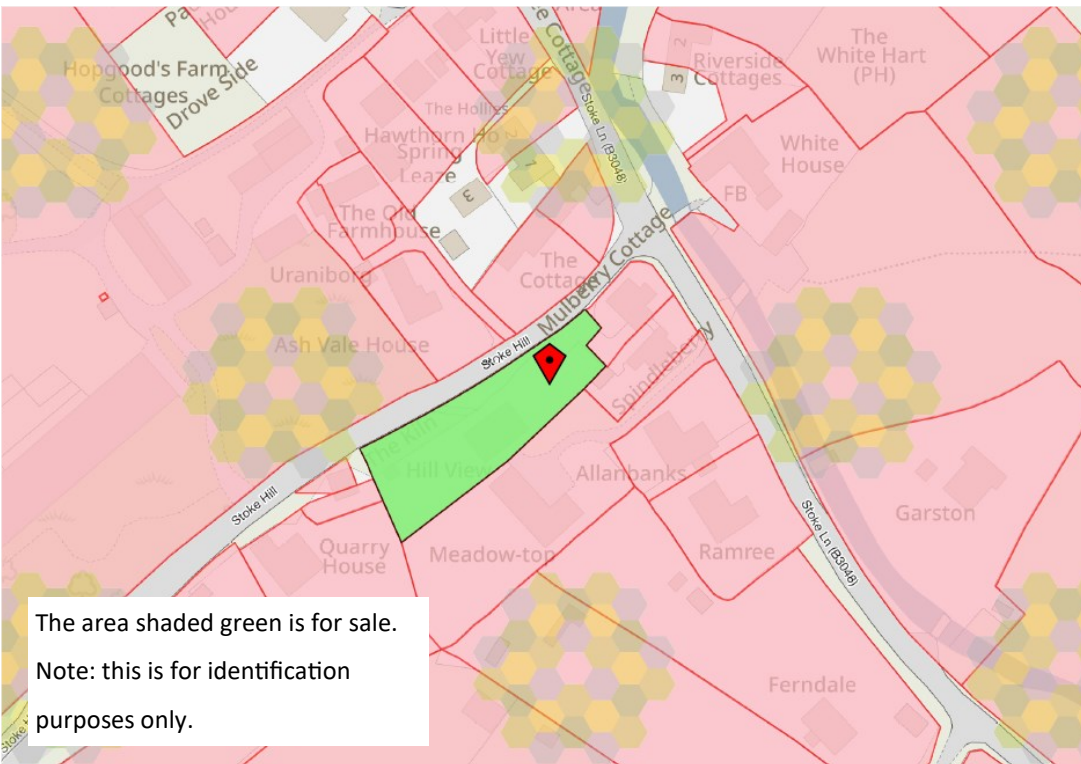 Little
Yew
Cottage
Area
The
White Hart
(PH)
Riverside
Cottages
2
3
Hopgood's Farm
Cottages
Drove Side
The Hollies
Hawthorn Ho
Spring
Leaze
2
1
3
Stoke Ln (B3048)
White
House
FB
The Old
Farmhouse
Uraniborg
The
Cottage
Mulberry Cottage
Ash Vale House
Stoke Hill
Spindleberry
The Kiln
Hill View
Allanbanks
Stoke Hill
Quarry
House
Meadow-top
Ramree
Garston
Stoke Ln (B3048)
Ferndale
The area shaded green is for sale.
Note: this is for identification
purposes only.